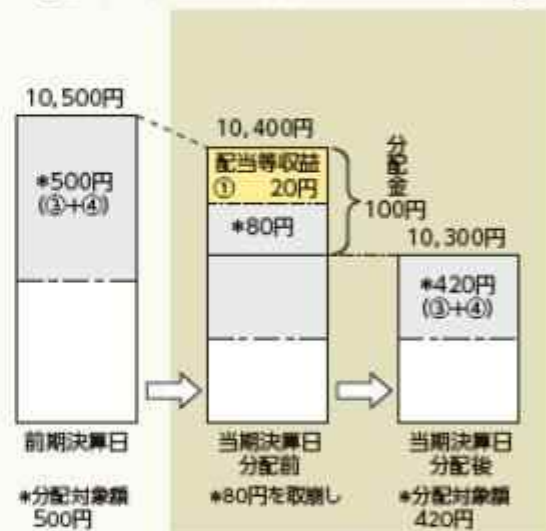 10,500円
*500円
(③+④)
前期決算日
*分配対象額
500円
10,400円
配当等収益
① 20円
*80円
分配金
100円
当期決算日
分配前
*80円を取崩し
10,300円
*420円
(③+④)
当期決算日
分配後
*分配対象額
420円